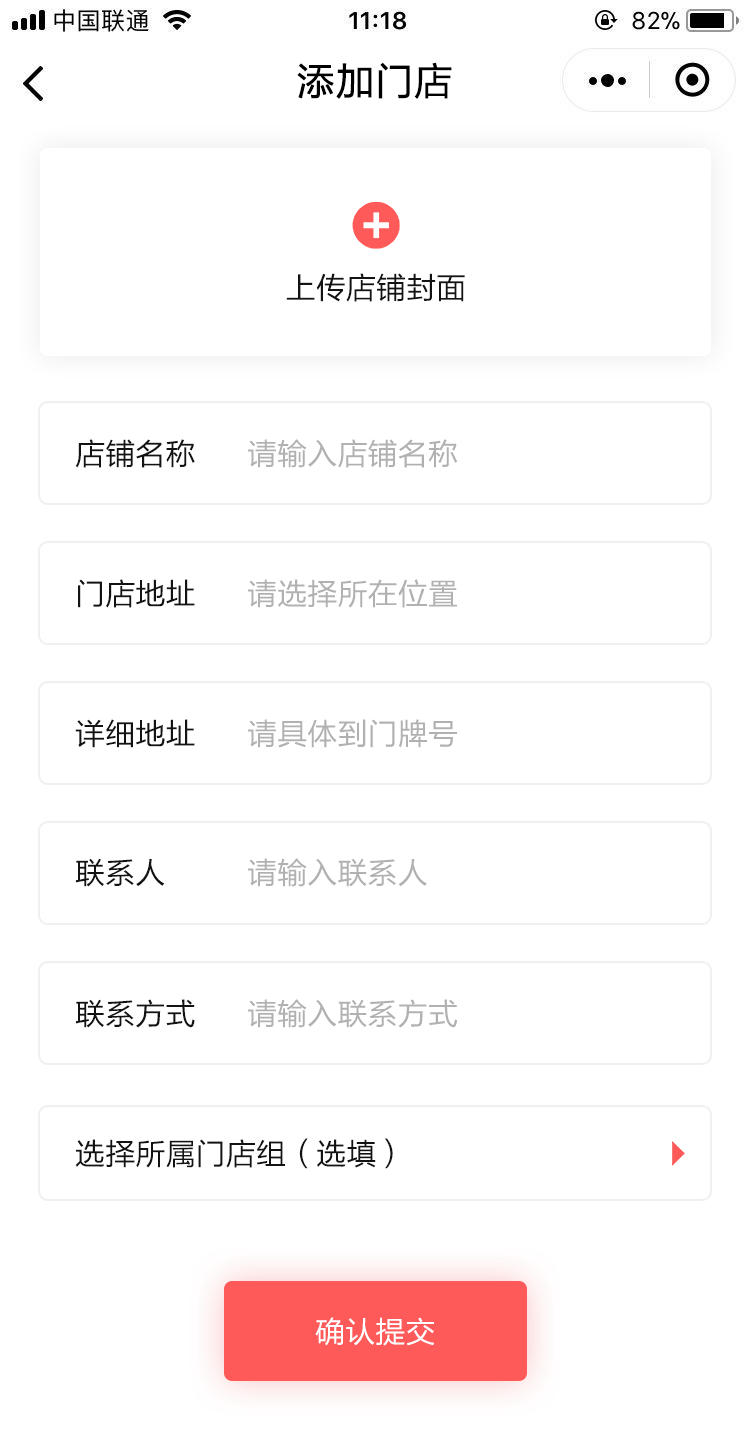 中国联通 11:18 82%
添加门店
上传店铺封面
店铺名称 请输入店铺名称
门店地址 请选择所在位置
详细地址 请具体到门牌号
联系人 请输入联系人
联系方式 请输入联系方式
选择所属门店组（选填）
确认提交